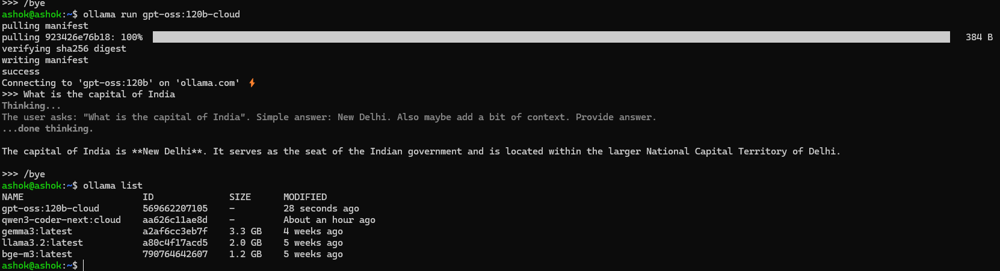 >>> /bye
ashok@ashok:~$ ollama run gpt-oss:120b-cloud
pulling manifest
pulling 923426e76b18: 100% 384 B
verifying sha256 digest
writing manifest
success
Connecting to 'gpt-oss:120b' on 'ollama.com' ⚡
>>> What is the capital of India
Thinking...
The user asks: "What is the capital of India". Simple answer: New Delhi. Also maybe add a bit of context. Provide answer.
...done thinking.
The capital of India is **New Delhi**. It serves as the seat of the Indian government and is located within the larger National Capital Territory of Delhi.
>>> /bye
ashok@ashok:~$ ollama list
NAME ID SIZE MODIFIED
gpt-oss:120b-cloud 569662207105 - 28 seconds ago
qwen3-coder-next:cloud aa626c11ae8d - About an hour ago
gemma3:latest a2af6cc3eb7f 3.3 GB 4 weeks ago
llama3.2:latest a80c4f17acd5 2.0 GB 5 weeks ago
bge-m3:latest 790764642607 1.2 GB 5 weeks ago
ashok@ashok:~$